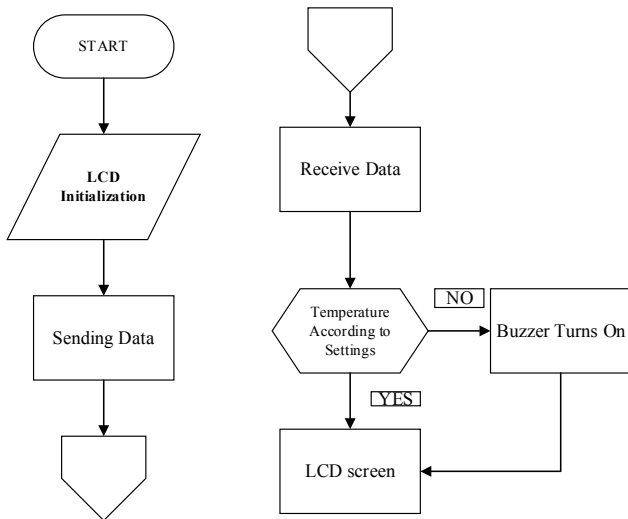 START
LCD
Initialization
Sending Data
Receive Data
Temperature
According to
Settings
NO
Buzzer Turns On
YES
LCD screen